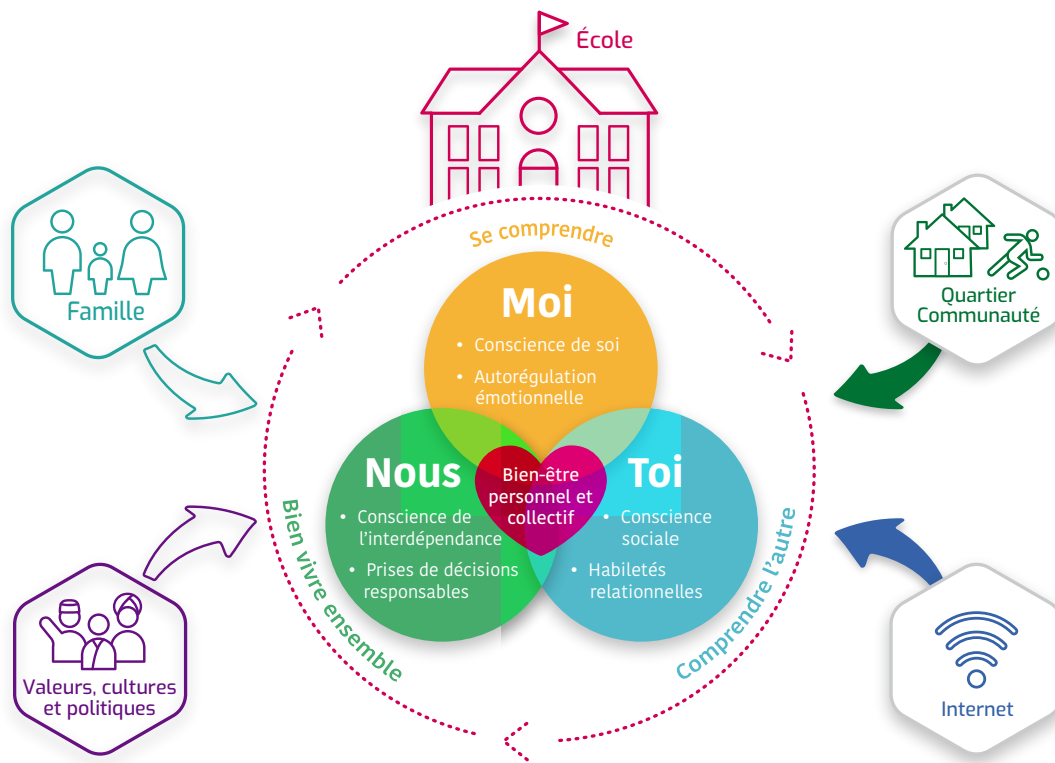 École
Se comprendre
Moi
• Conscience de soi
• Autorégulation
émotionnelle
Famille
Quartier
Communauté
Nous
• Conscience de
l'interdépendance
• Prises de décisions
responsables
Bien-être
personnel et
collectif
Toi
• Conscience
sociale
• Habiletés
relationnelles
Bien vivre ensemble
Comprendre l'autre
Valeurs, cultures
et politiques
Internet